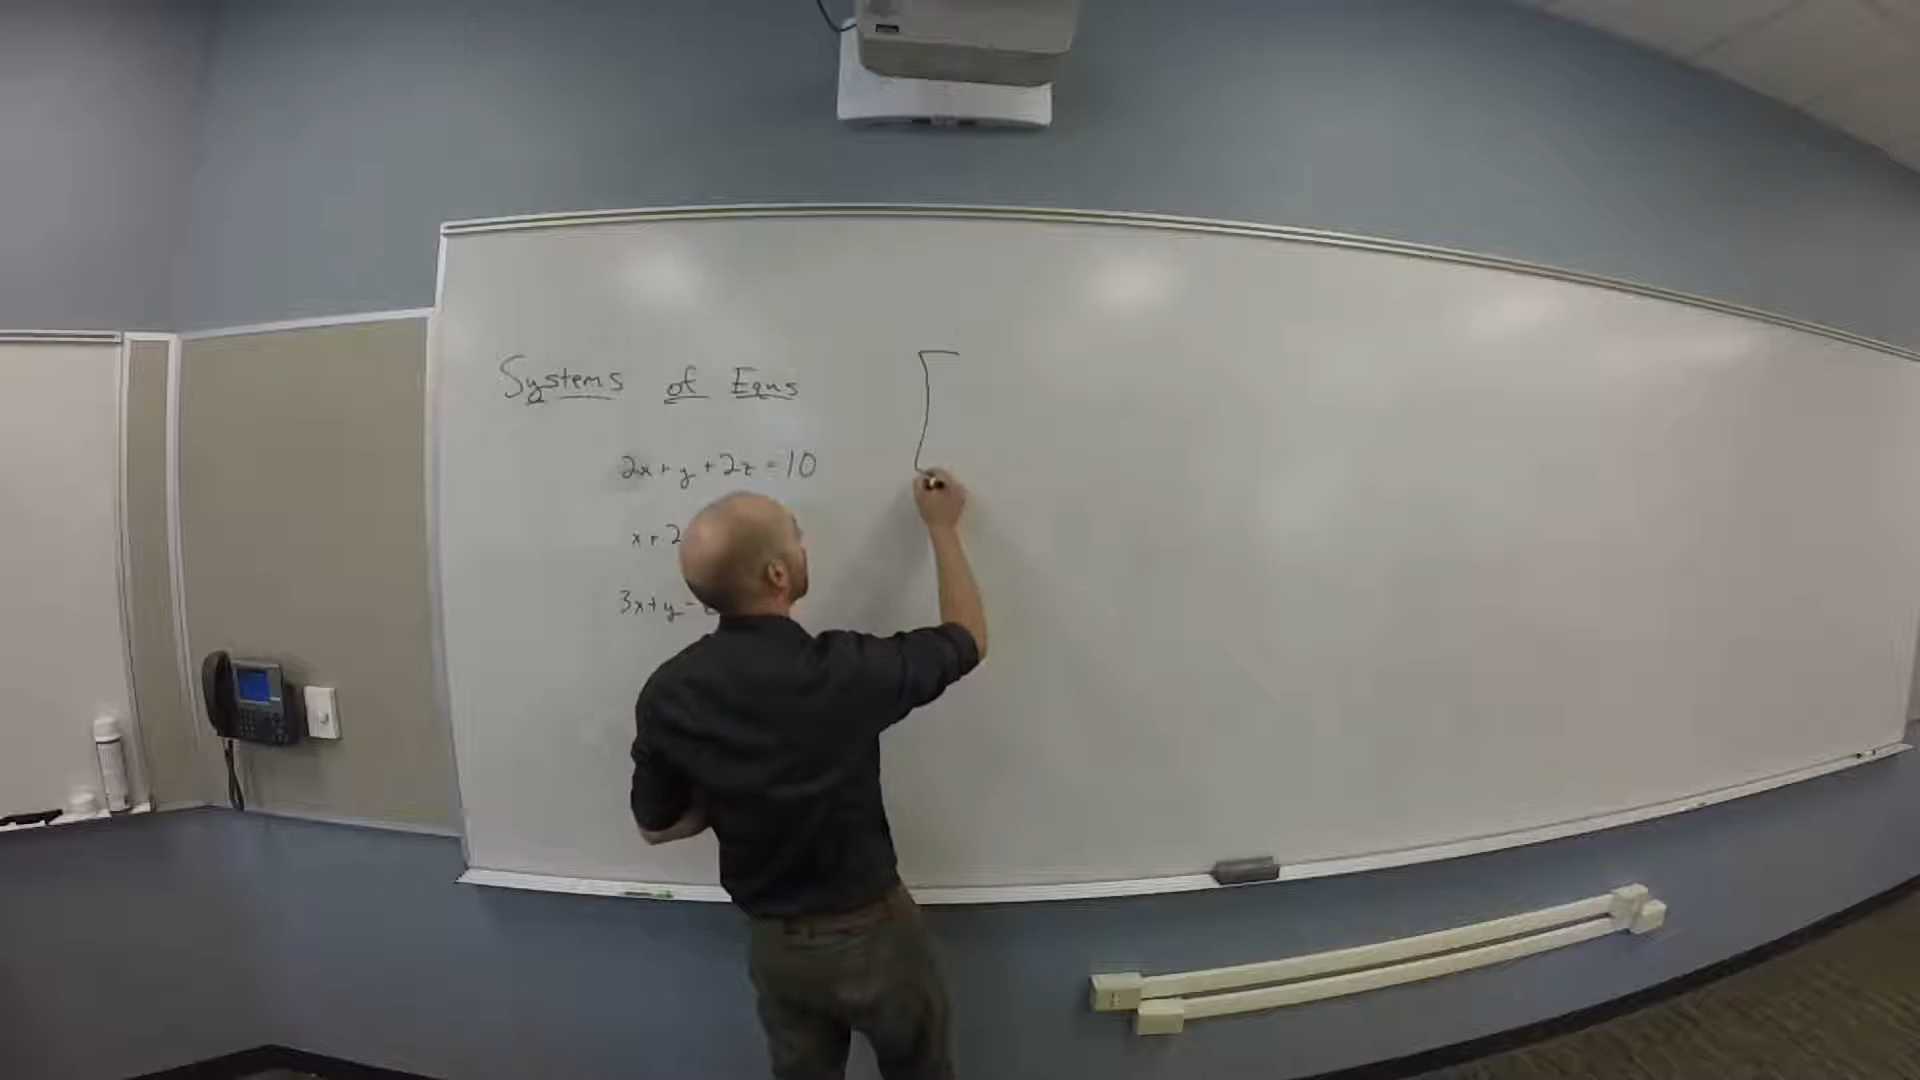 Systems of Eqns
2x + y + 2z = 10
x + 2
3x + y -